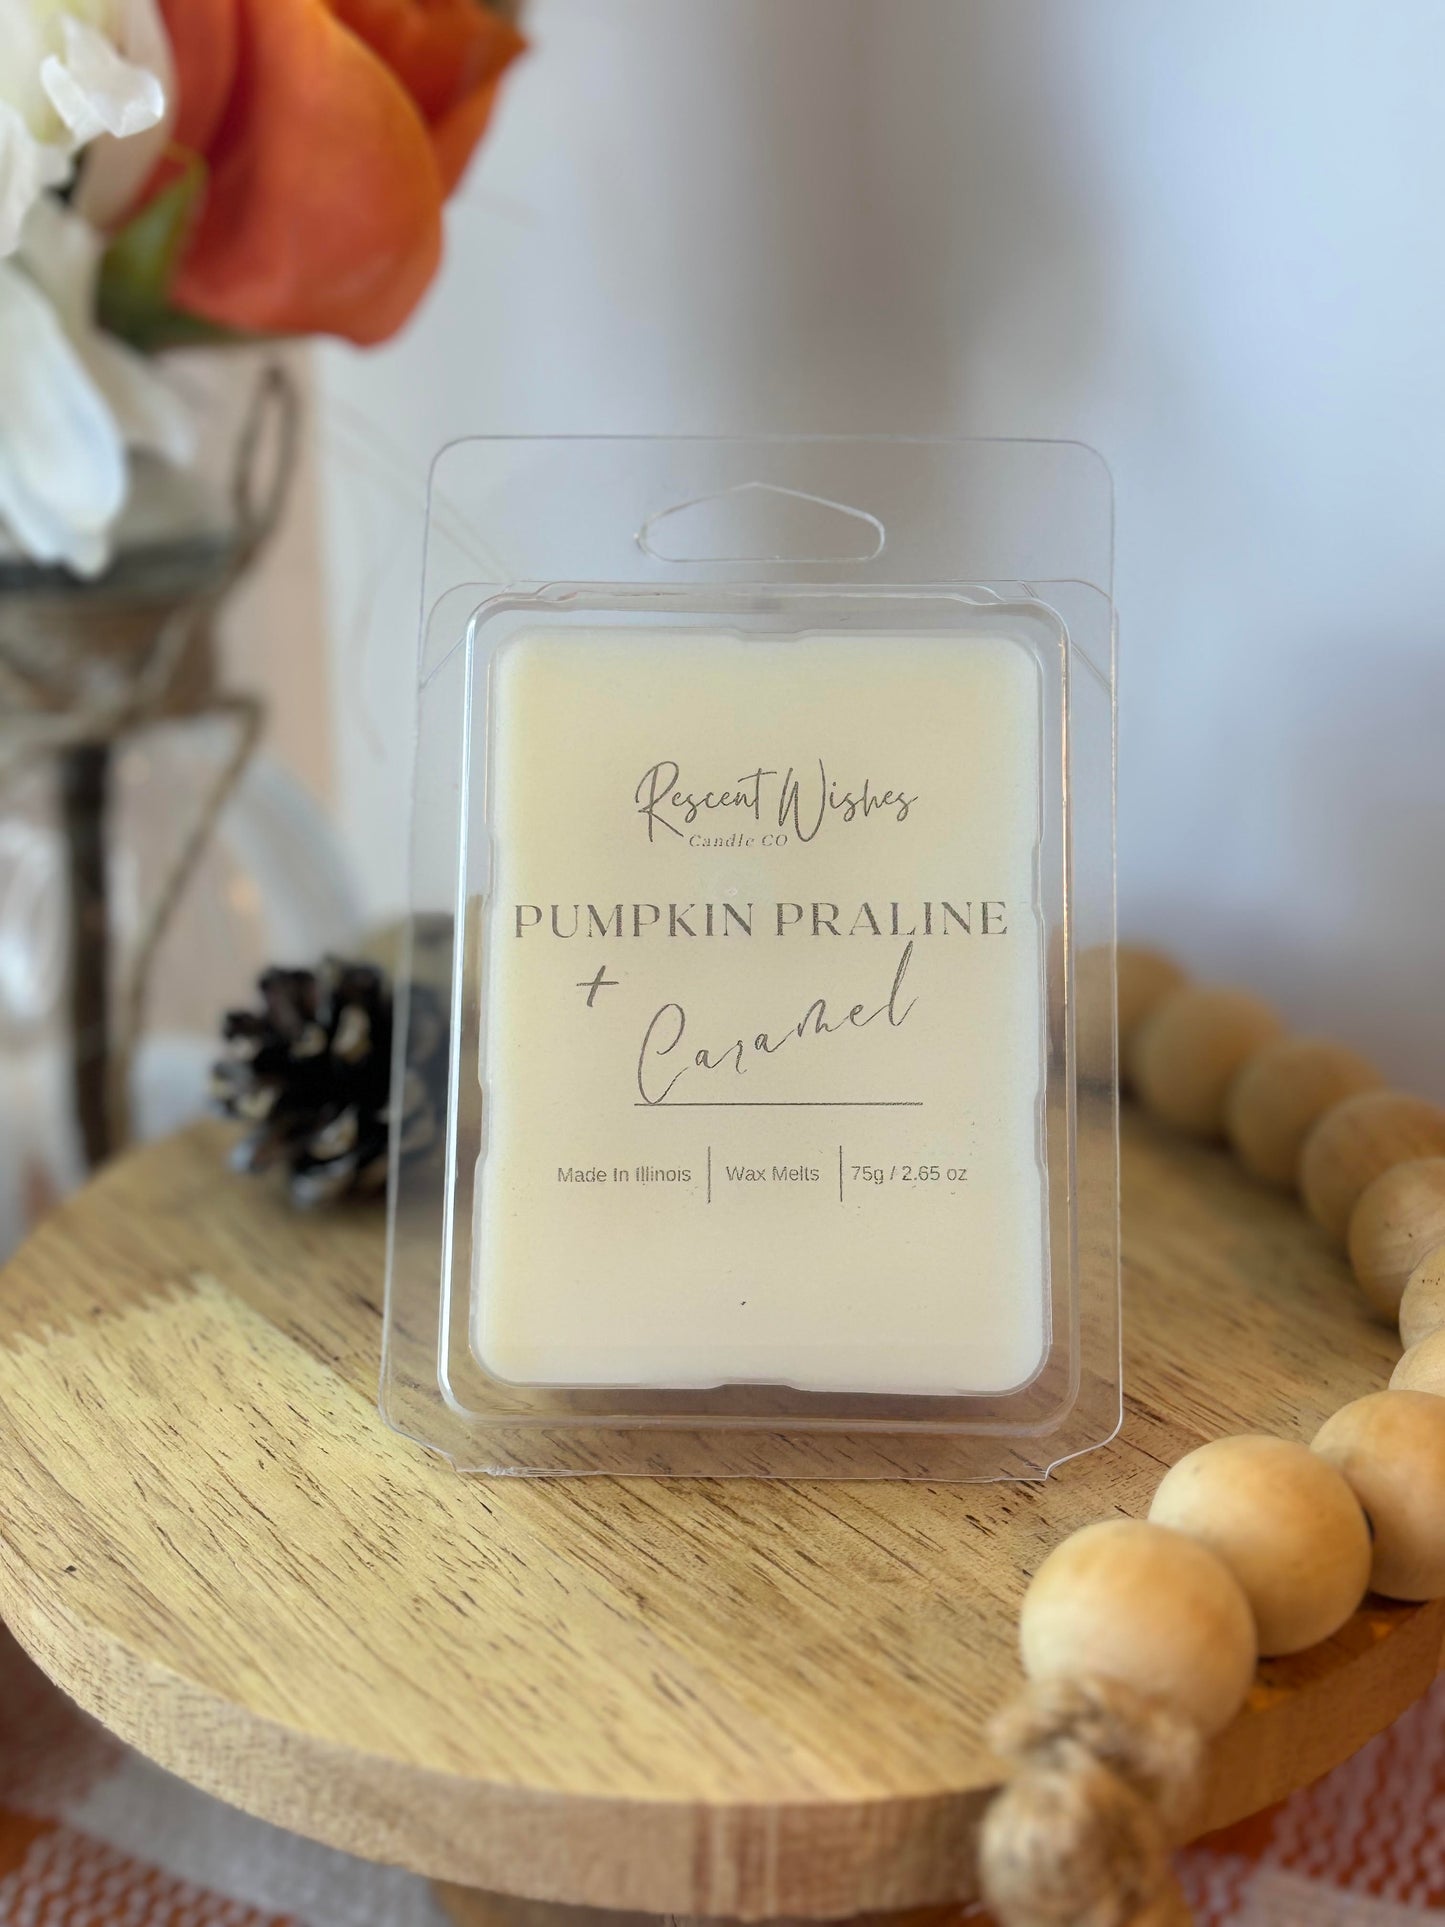 Rescent Wishes
Candle CO
PUMPKIN PRALINE
+
Caramel
Made In Illinois | Wax Melts | 75g / 2.65 oz